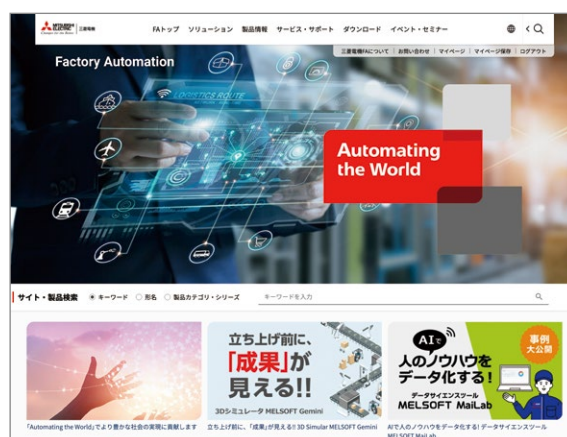 MITSUBISHI ELECTRIC
Changes for the Better
三菱電機
FAトップ ソリューション 製品情報 サービス・サポート ダウンロード イベント・セミナー
三菱電機FAについて | お問い合わせ | マイページ | マイページ保存 | ログアウト
Factory Automation
LOGISTICS ROUTE
Automating
the World
サイト・製品検索 キーワード 形名 製品カテゴリ・シリーズ キーワードを入力
立ち上げ前に、
「成果」が
見える!!
3Dシミュレータ MELSOFT Gemini
AIで
人のノウハウを
データ化する!
事例
大公開
データサイエンスツール
MELSOFT MaiLab
「Automating the World」でより豊かな社会の実現に貢献します
立ち上げ前に、「成果」が見える!! 3D Simular MELSOFT Gemini
AIで人のノウハウをデータ化する! データサイエンスツール
MELSOFT MaiLab